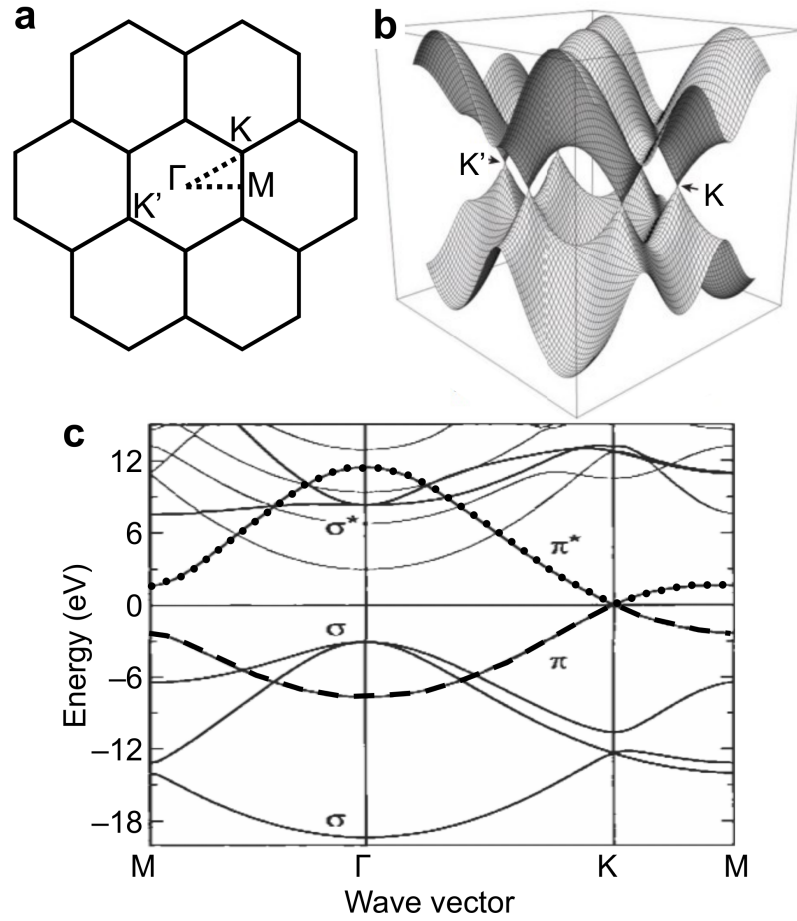 a
K
Γ
M
K'
b
K'
K
c
12
6
0
−6
−12
−18
Energy (eV)
σ*
π*
σ
π
σ
M
Γ
K
M
Wave vector